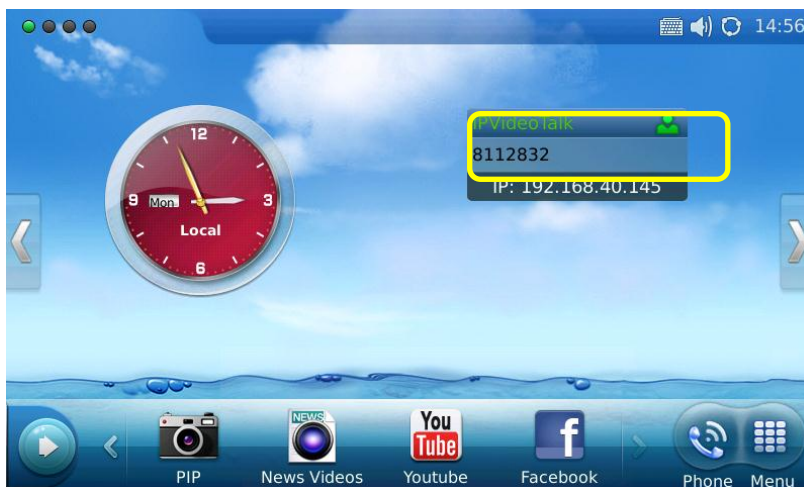 14:56
IPVideoTalk
8112832
IP: 192.168.40.145
12
9 Mon 3
Local
6
NEWS
You
Tube
f
PIP News Videos Youtube Facebook Phone Menu